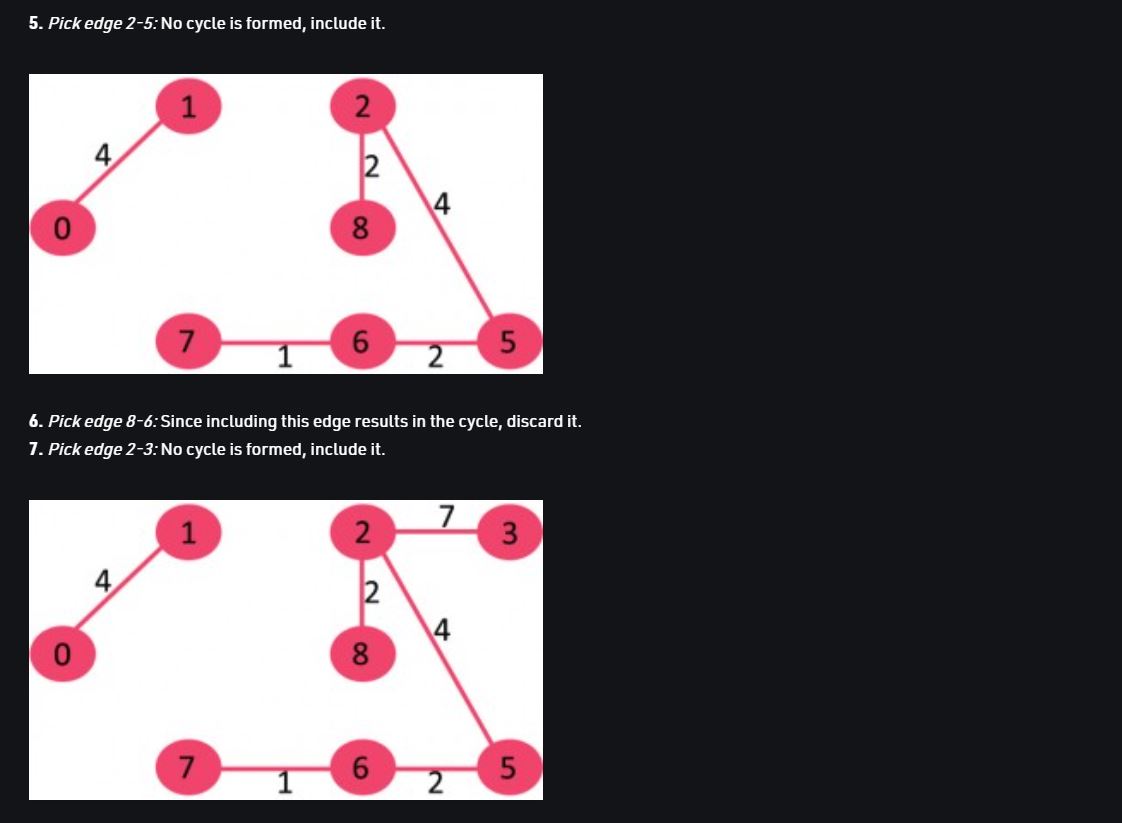 5. Pick edge 2-5: No cycle is formed, include it.
1 2
4 2
4
0 8
7 6 5
1 2
6. Pick edge 8-6: Since including this edge results in the cycle, discard it.
7. Pick edge 2-3: No cycle is formed, include it.
7
1 2 3
4 2
4
0 8
7 6 5
1 2